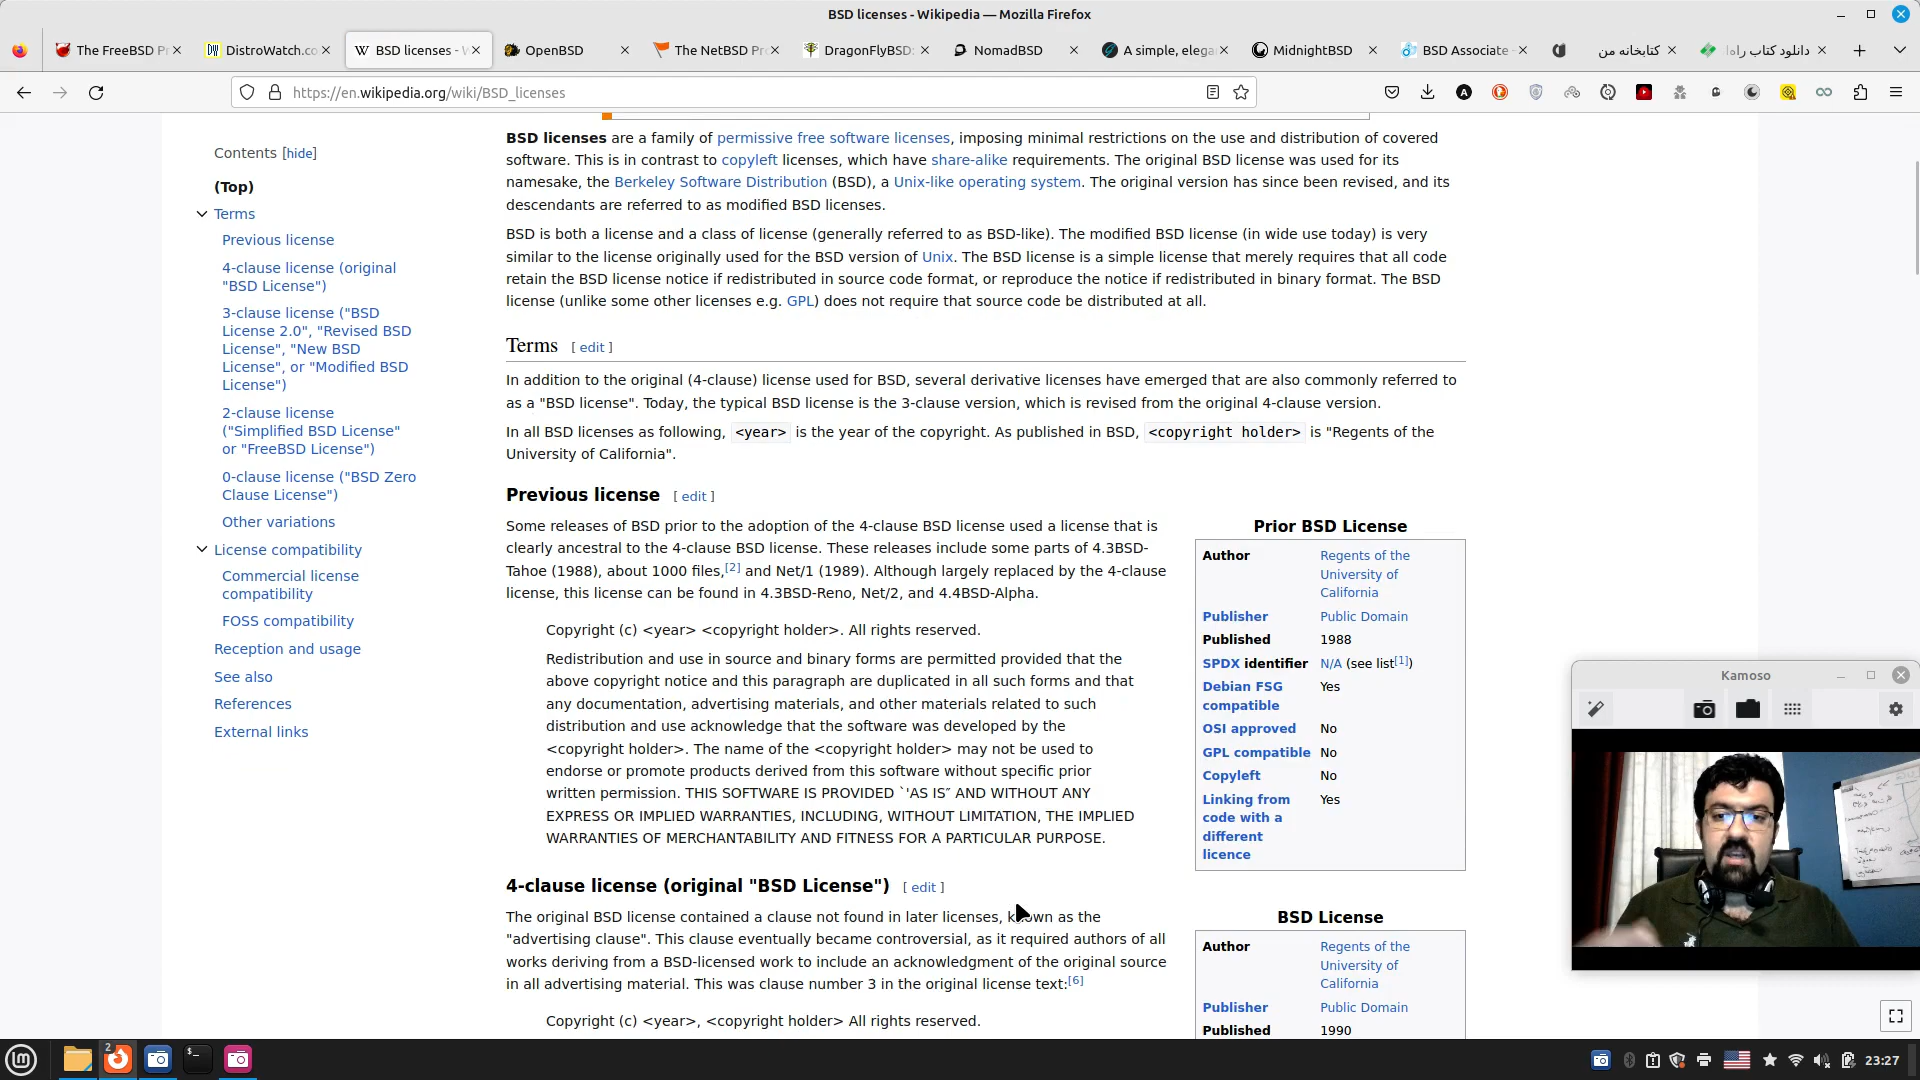 BSD licenses - Wikipedia — Mozilla Firefox
The FreeBSD Pr
DistroWatch.co
BSD licenses - W
OpenBSD
The NetBSD Pro
DragonFlyBSD:
NomadBSD
A simple, elega
MidnightBSD
BSD Associate -
کتابخانه من
دانلود کتاب راه‌ا
https://en.wikipedia.org/wiki/BSD_licenses
Contents [hide]
(Top)
Terms
Previous license
4-clause license (original
"BSD License")
3-clause license ("BSD
License 2.0", "Revised BSD
License", "New BSD
License", or "Modified BSD
License")
2-clause license
("Simplified BSD License"
or "FreeBSD License")
0-clause license ("BSD Zero
Clause License")
Other variations
License compatibility
Commercial license
compatibility
FOSS compatibility
Reception and usage
See also
References
External links
BSD licenses are a family of permissive free software licenses, imposing minimal restrictions on the use and distribution of covered
software. This is in contrast to copyleft licenses, which have share-alike requirements. The original BSD license was used for its
namesake, the Berkeley Software Distribution (BSD), a Unix-like operating system. The original version has since been revised, and its
descendants are referred to as modified BSD licenses.
BSD is both a license and a class of license (generally referred to as BSD-like). The modified BSD license (in wide use today) is very
similar to the license originally used for the BSD version of Unix. The BSD license is a simple license that merely requires that all code
retain the BSD license notice if redistributed in source code format, or reproduce the notice if redistributed in binary format. The BSD
license (unlike some other licenses e.g. GPL) does not require that source code be distributed at all.
Terms [ edit ]
In addition to the original (4-clause) license used for BSD, several derivative licenses have emerged that are also commonly referred to
as a "BSD license". Today, the typical BSD license is the 3-clause version, which is revised from the original 4-clause version.
In all BSD licenses as following, <year> is the year of the copyright. As published in BSD, <copyright holder> is "Regents of the
University of California".
Previous license [ edit ]
Some releases of BSD prior to the adoption of the 4-clause BSD license used a license that is
clearly ancestral to the 4-clause BSD license. These releases include some parts of 4.3BSD-
Tahoe (1988), about 1000 files,[2] and Net/1 (1989). Although largely replaced by the 4-clause
license, this license can be found in 4.3BSD-Reno, Net/2, and 4.4BSD-Alpha.
Copyright (c) <year> <copyright holder>. All rights reserved.
Redistribution and use in source and binary forms are permitted provided that the
above copyright notice and this paragraph are duplicated in all such forms and that
any documentation, advertising materials, and other materials related to such
distribution and use acknowledge that the software was developed by the
<copyright holder>. The name of the <copyright holder> may not be used to
endorse or promote products derived from this software without specific prior
written permission. THIS SOFTWARE IS PROVIDED `'AS IS″ AND WITHOUT ANY
EXPRESS OR IMPLIED WARRANTIES, INCLUDING, WITHOUT LIMITATION, THE IMPLIED
WARRANTIES OF MERCHANTABILITY AND FITNESS FOR A PARTICULAR PURPOSE.
Prior BSD License
Author Regents of the
University of
California
Publisher Public Domain
Published 1988
SPDX identifier N/A (see list[1])
Debian FSG Yes
compatible
OSI approved No
GPL compatible No
Copyleft No
Linking from Yes
code with a
different
licence
4-clause license (original "BSD License") [ edit ]
The original BSD license contained a clause not found in later licenses, known as the
"advertising clause". This clause eventually became controversial, as it required authors of all
works deriving from a BSD-licensed work to include an acknowledgment of the original source
in all advertising material. This was clause number 3 in the original license text:[6]
Copyright (c) <year>, <copyright holder> All rights reserved.
BSD License
Author Regents of the
University of
California
Publisher Public Domain
Published 1990
Kamoso
2
23:27